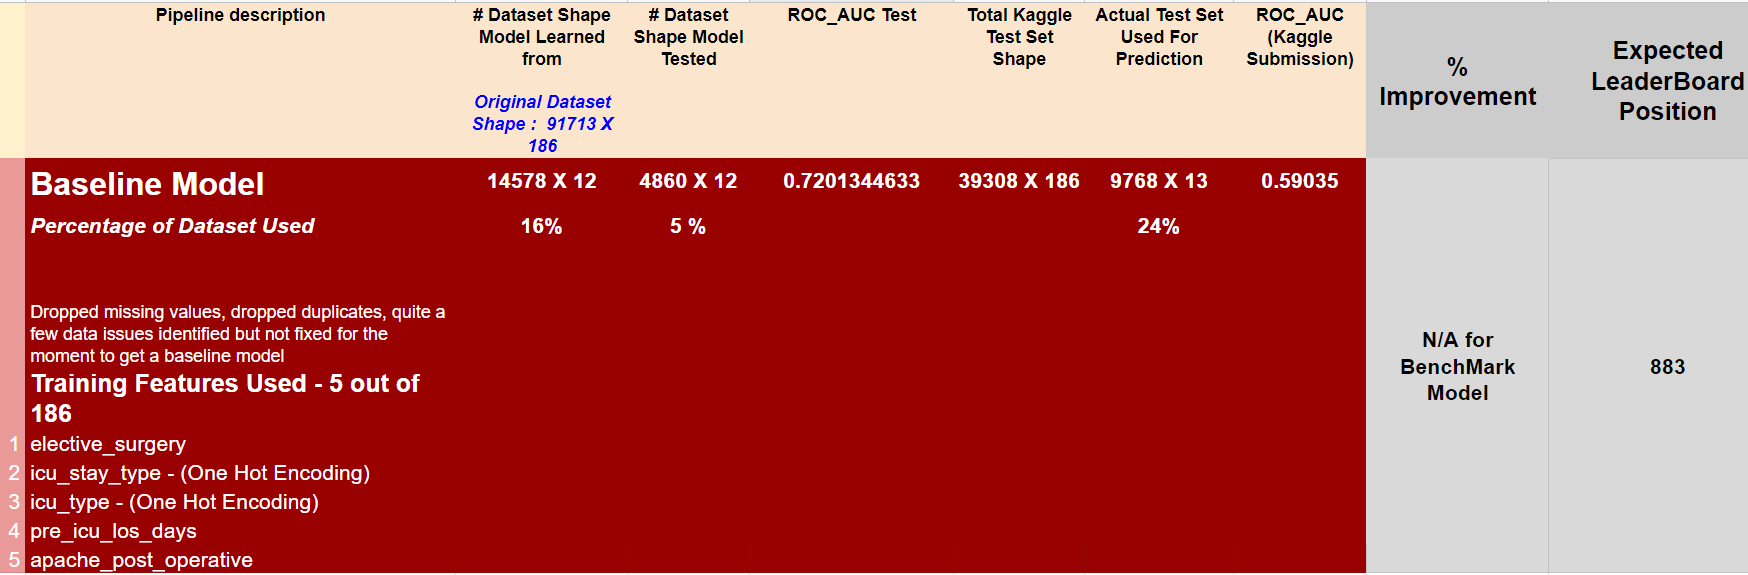 Pipeline description
# Dataset Shape
Model Learned
from
Original Dataset
Shape :  91713 X
186
# Dataset
Shape Model
Tested
ROC_AUC Test
Total Kaggle
Test Set
Shape
Actual Test Set
Used For
Prediction
ROC_AUC
(Kaggle
Submission)
%
Improvement
Expected
LeaderBoard
Position
Baseline Model
14578 X 12
4860 X 12
0.7201344633
39308 X 186
9768 X 13
0.59035
Percentage of Dataset Used
16%
5 %
24%
Dropped missing values, dropped duplicates, quite a
few data issues identified but not fixed for the
moment to get a baseline model
Training Features Used - 5 out of
186
1 elective_surgery
2 icu_stay_type - (One Hot Encoding)
3 icu_type - (One Hot Encoding)
4 pre_icu_los_days
5 apache_post_operative
N/A for
BenchMark
Model
883